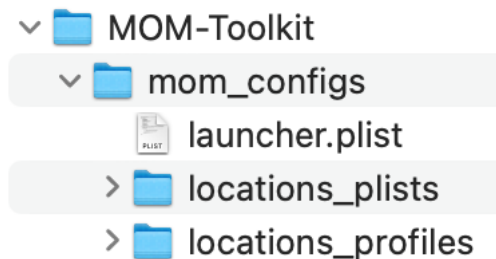 MOM-Toolkit
mom_configs
PLIST
launcher.plist
locations_plists
locations_profiles